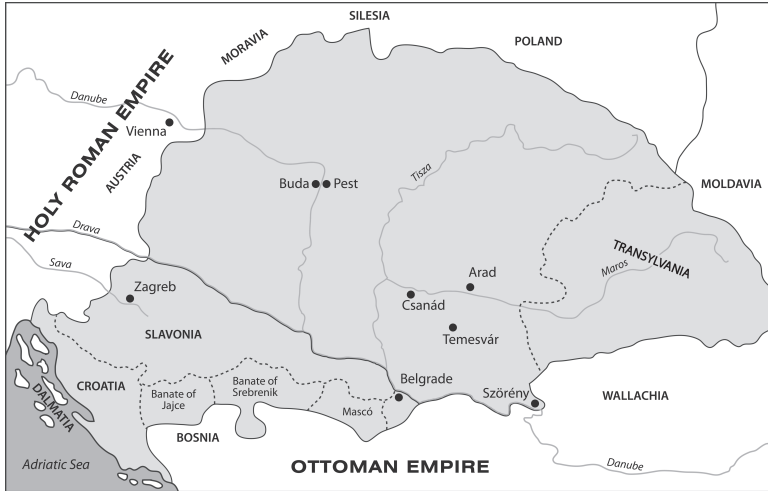 SILESIA
MORAVIA
POLAND
HOLY ROMAN EMPIRE
Danube
Vienna
AUSTRIA
Buda
Pest
Tisza
MOLDAVIA
Drava
Sava
TRANSYLVANIA
Maros
Zagreb
Arad
Csanád
Temesvár
SLAVONIA
CROATIA
Banate of
Jajce
Banate of
Srebrenik
Mascó
Belgrade
Szörény
WALLACHIA
DALMATIA
BOSNIA
Adriatic Sea
OTTOMAN EMPIRE
Danube